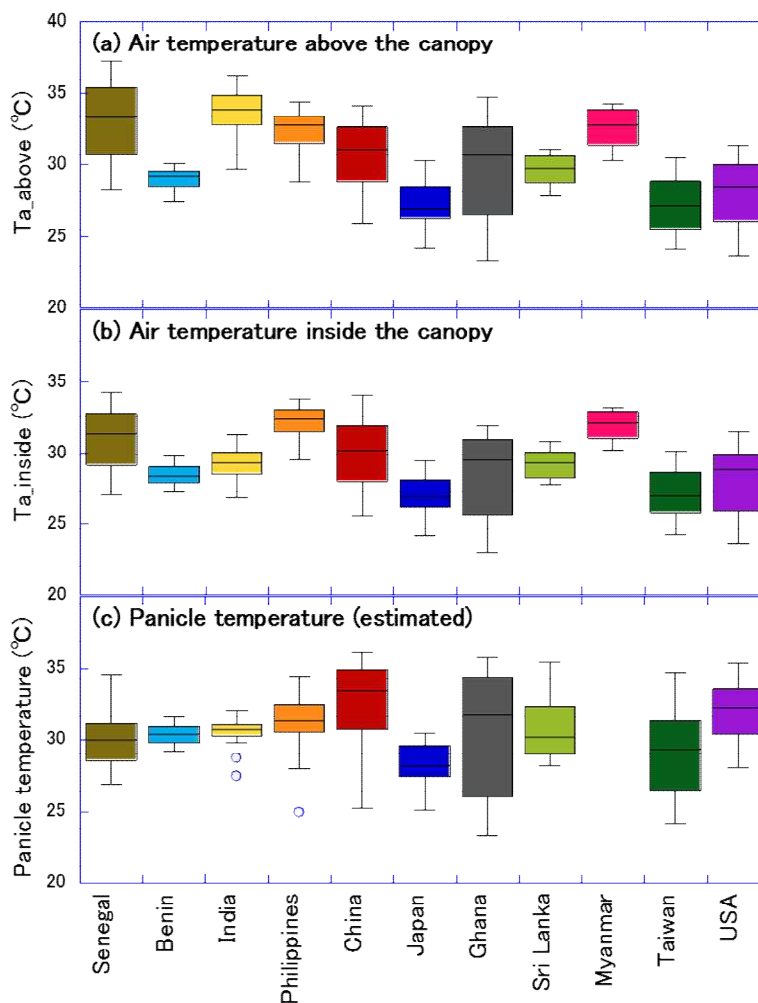 40
(a) Air temperature above the canopy
35
30
25
20
Ta_above (℃)
(b) Air temperature inside the canopy
35
30
25
20
Ta_inside (℃)
(c) Panicle temperature (estimated)
35
30
25
20
Panicle temperature (℃)
Senegal
Benin
India
Philippines
China
Japan
Ghana
Sri Lanka
Myanmar
Taiwan
USA